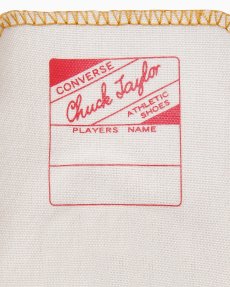 CONVERSE
Chuck Taylor
ATHLETIC
SHOES
PLAYERS NAME